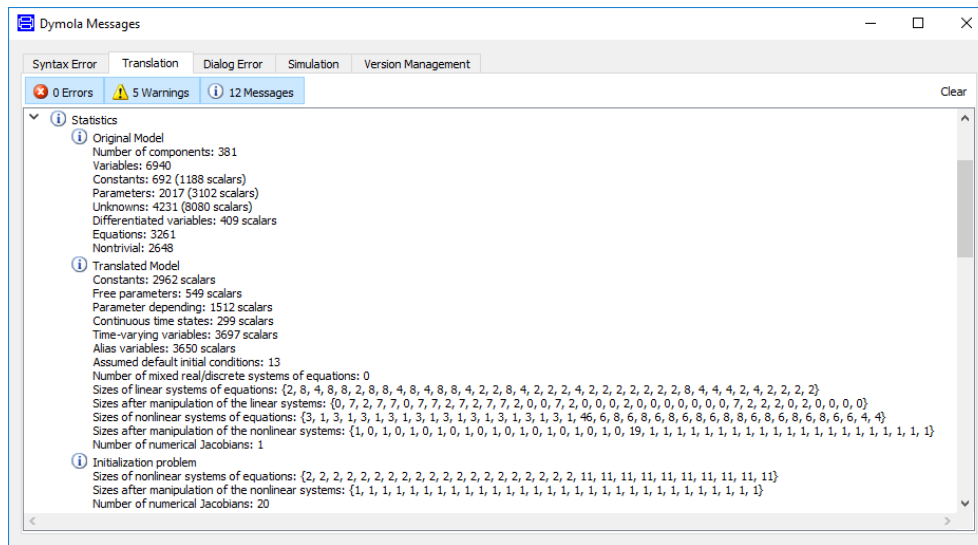 Dymola Messages
Syntax Error Translation Dialog Error Simulation Version Management
0 Errors 5 Warnings 12 Messages Clear
Statistics
Original Model
Number of components: 381
Variables: 6940
Constants: 692 (1188 scalars)
Parameters: 2017 (3102 scalars)
Unknowns: 4231 (8080 scalars)
Differentiated variables: 409 scalars
Equations: 3261
Nontrivial: 2648
Translated Model
Constants: 2962 scalars
Free parameters: 549 scalars
Parameter depending: 1512 scalars
Continuous time states: 299 scalars
Time-varying variables: 3697 scalars
Alias variables: 3650 scalars
Assumed default initial conditions: 13
Number of mixed real/discrete systems of equations: 0
Sizes of linear systems of equations: {2, 8, 4, 8, 8, 2, 8, 8, 4, 8, 4, 8, 8, 4, 2, 2, 8, 4, 2, 2, 2, 4, 2, 2, 2, 2, 2, 2, 2, 8, 4, 4, 4, 2, 4, 2, 2, 2, 2}
Sizes after manipulation of the linear systems: {0, 7, 2, 7, 7, 0, 7, 7, 2, 7, 2, 7, 7, 2, 0, 0, 7, 2, 0, 0, 0, 2, 0, 0, 0, 0, 0, 0, 0, 7, 2, 2, 2, 0, 2, 0, 0, 0, 0}
Sizes of nonlinear systems of equations: {3, 1, 3, 1, 3, 1, 3, 1, 3, 1, 3, 1, 3, 1, 3, 1, 3, 1, 46, 6, 8, 6, 8, 6, 8, 6, 8, 6, 8, 8, 6, 8, 6, 8, 6, 8, 6, 6, 4, 4}
Sizes after manipulation of the nonlinear systems: {1, 0, 1, 0, 1, 0, 1, 0, 1, 0, 1, 0, 1, 0, 1, 0, 1, 0, 19, 1, 1, 1, 1, 1, 1, 1, 1, 1, 1, 1, 1, 1, 1, 1, 1, 1, 1, 1, 1, 1}
Number of numerical Jacobians: 1
Initialization problem
Sizes of nonlinear systems of equations: {2, 2, 2, 2, 2, 2, 2, 2, 2, 2, 2, 2, 2, 2, 2, 2, 2, 2, 2, 2, 11, 11, 11, 11, 11, 11, 11, 11, 11, 11}
Sizes after manipulation of the nonlinear systems: {1, 1, 1, 1, 1, 1, 1, 1, 1, 1, 1, 1, 1, 1, 1, 1, 1, 1, 1, 1, 1, 1, 1, 1, 1, 1, 1, 1, 1, 1}
Number of numerical Jacobians: 20